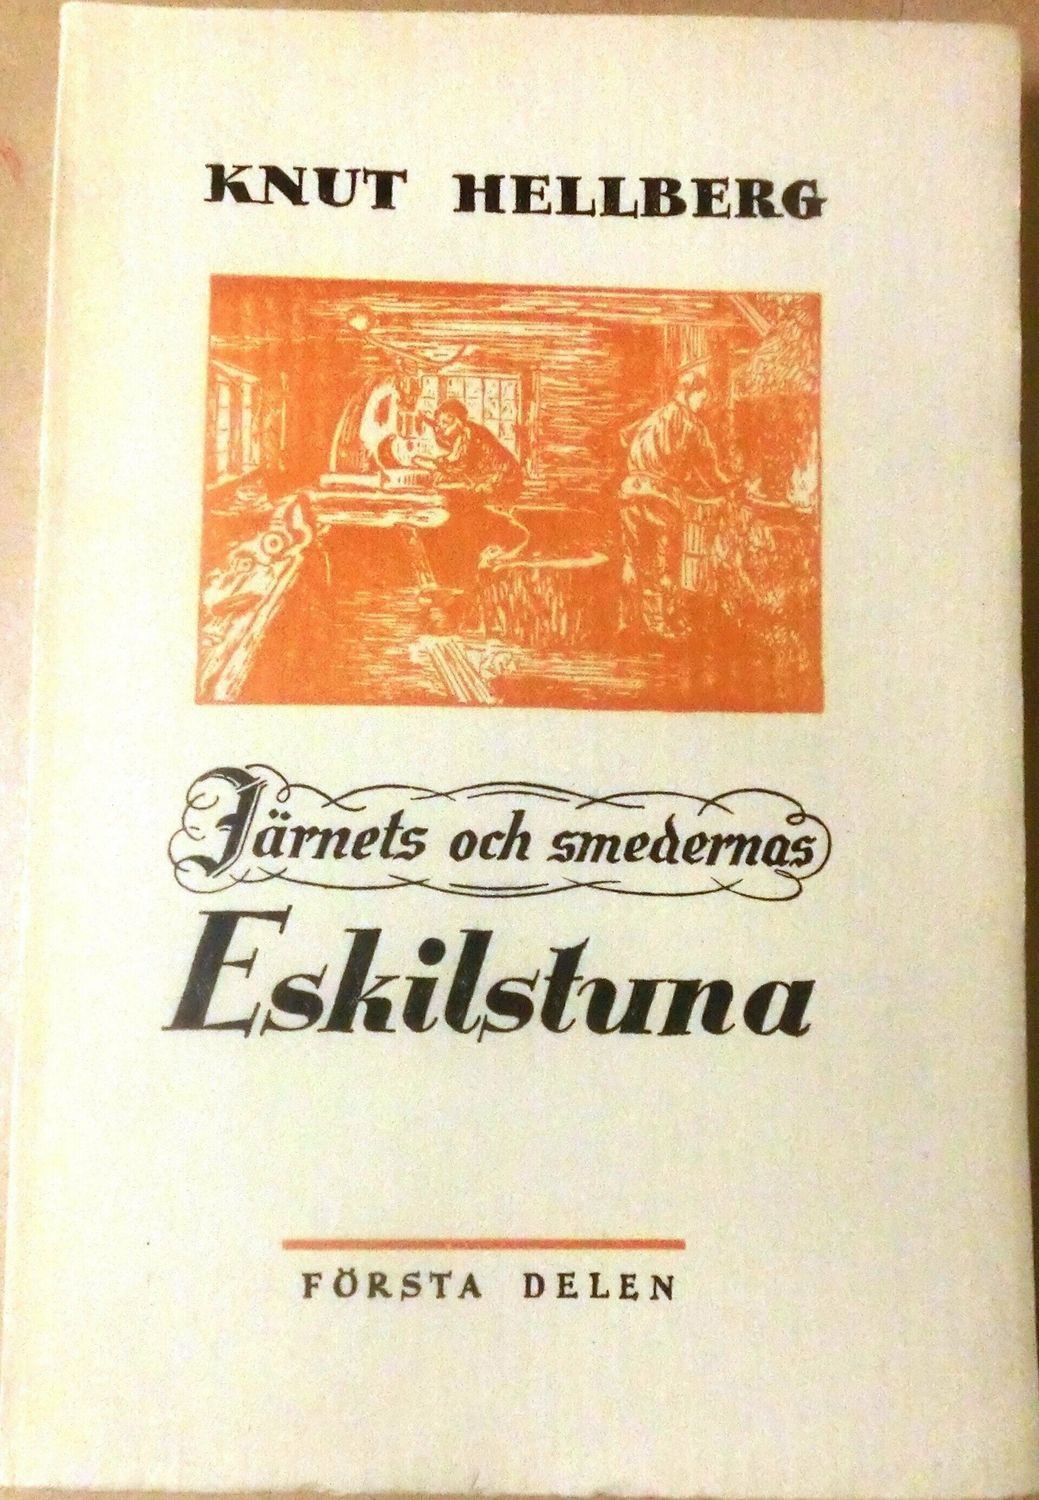 KNUT HELLBERG
Järnets och smedernas
Eskilstuna
FÖRSTA DELEN